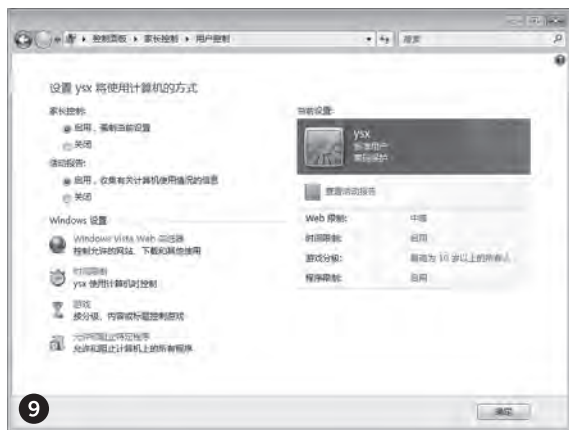 控制面板 ▸ 家长控制 ▸ 用户控制
搜索
设置 ysx 将使用计算机的方式
家长控制:
启用，强制当前设置
关闭
活动报告:
启用，收集有关计算机使用情况的信息
关闭
Windows 设置
Windows Vista Web 筛选器
控制允许的网站、下载和其他使用
时间限制
ysx 使用计算机时控制
游戏
按分级、内容或标题控制游戏
允许和阻止特定程序
允许和阻止计算机上的所有程序
当前设置:
ysx
标准用户
密码保护
查看活动报告
Web 限制: 中等
时间限制: 启用
游戏分级: 最高为 10 岁以上的所有人
程序限制: 启用
确定
9